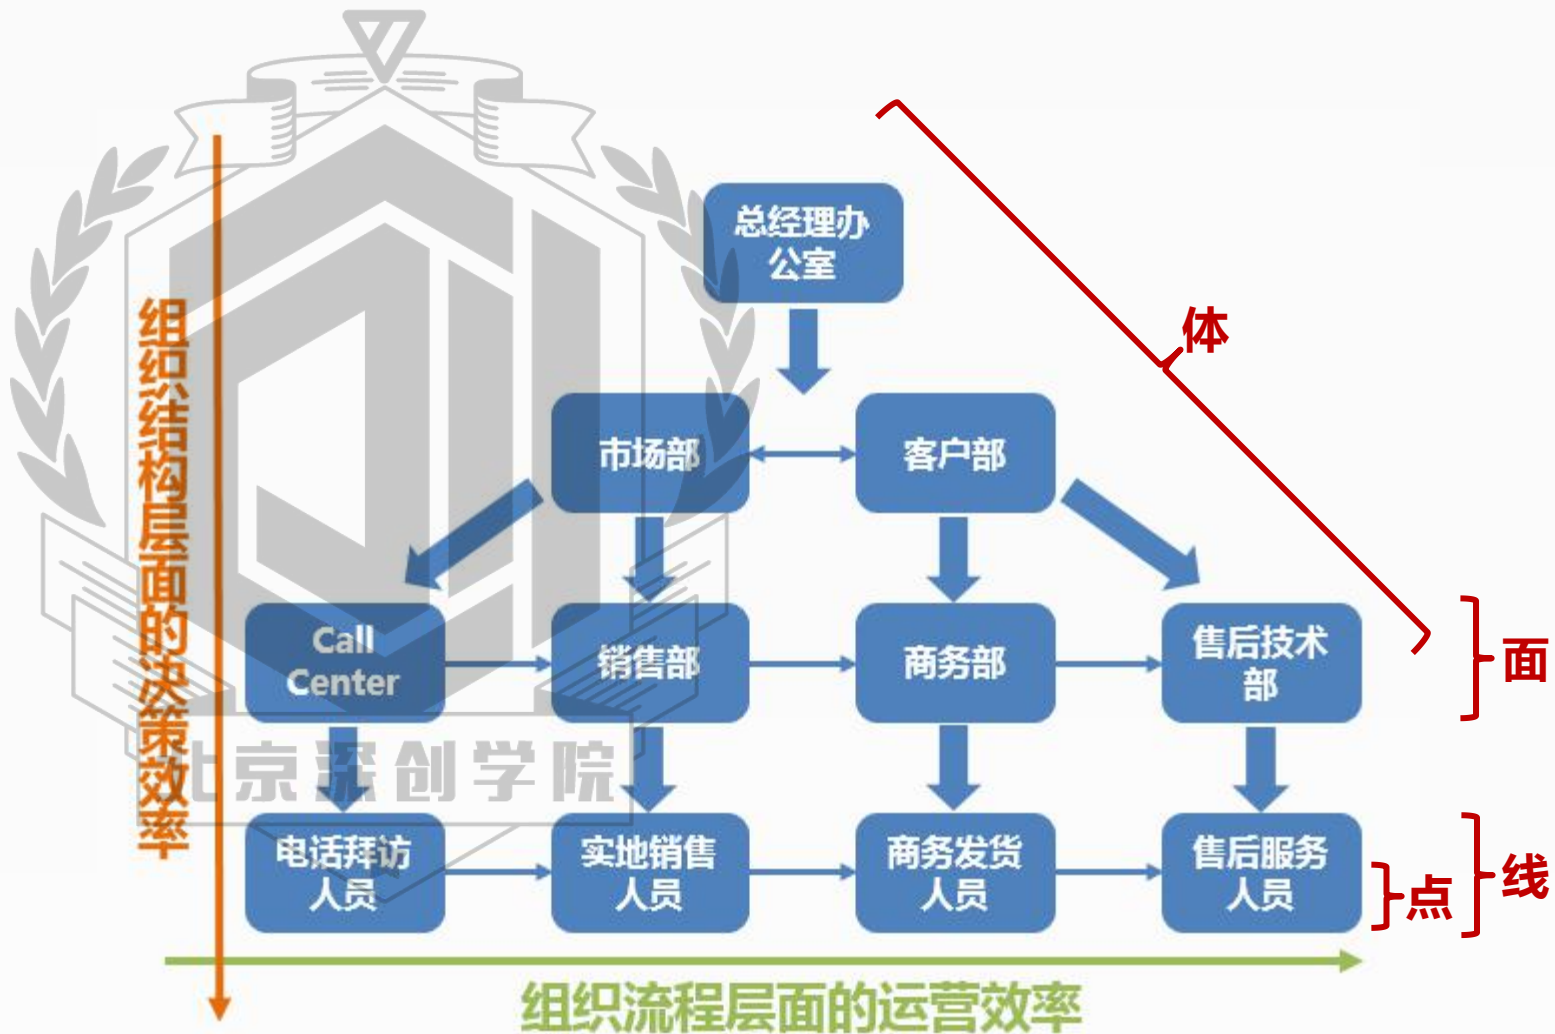 总经理办
公室
体
市场部
客户部
组织结构层面的决策效率
Call
Center
销售部
商务部
售后技术
部
面
北京深创学院
电话拜访
人员
实地销售
人员
商务发货
人员
售后服务
人员
点
线
组织流程层面的运营效率